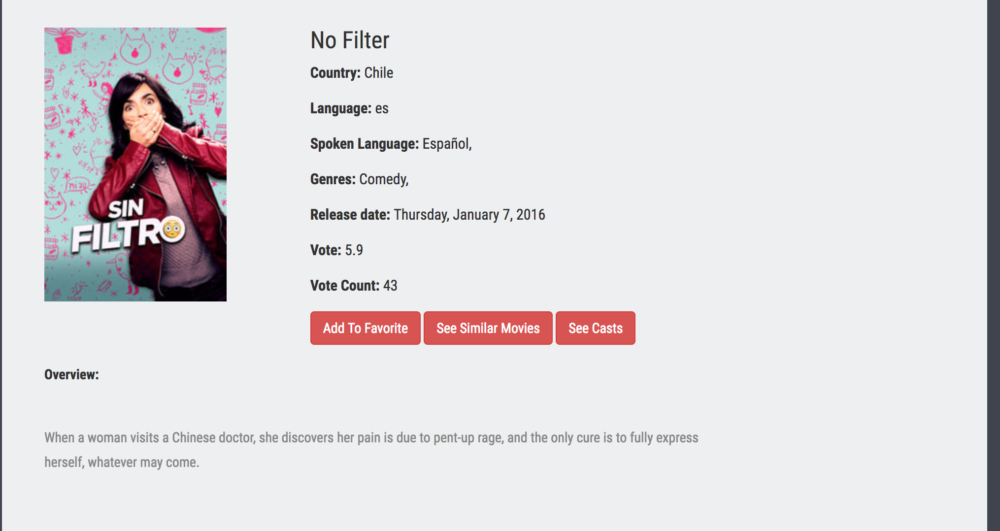 No Filter
Country: Chile
Language: es
Spoken Language: Español,
Genres: Comedy,
Release date: Thursday, January 7, 2016
Vote: 5.9
Vote Count: 43
Add To Favorite See Similar Movies See Casts
miau
SIN
FILTRO
Overview:
When a woman visits a Chinese doctor, she discovers her pain is due to pent-up rage, and the only cure is to fully express
herself, whatever may come.